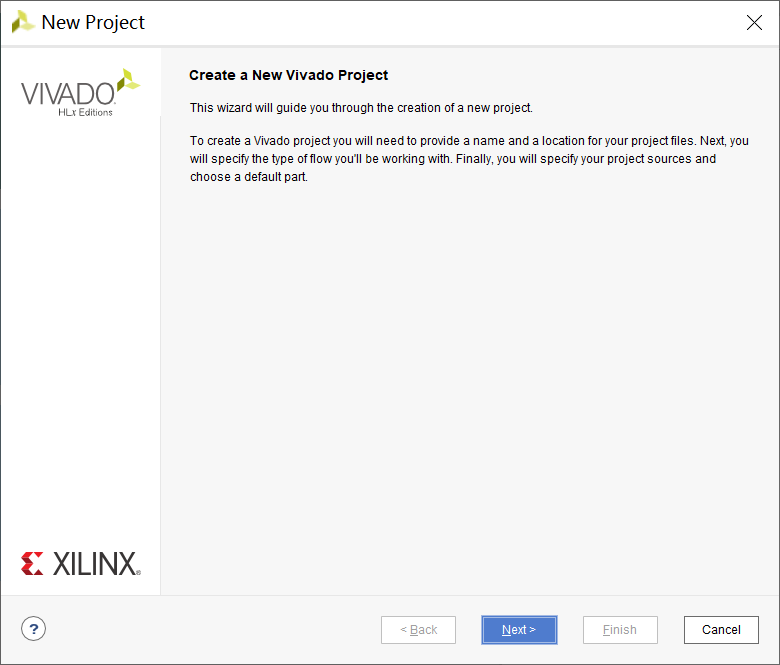 New Project
VIVADO
HLx Editions
Create a New Vivado Project
This wizard will guide you through the creation of a new project.
To create a Vivado project you will need to provide a name and a location for your project files. Next, you
will specify the type of flow you'll be working with. Finally, you will specify your project sources and
choose a default part.
XILINX®
?
< Back
Next >
Finish
Cancel